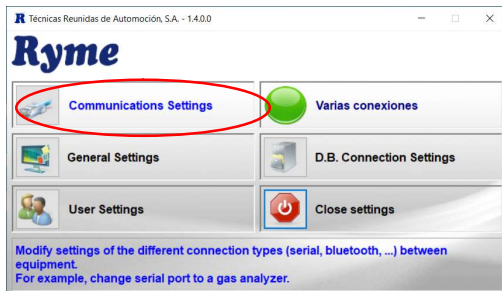 R Técnicas Reunidas de Automoción, S.A. - 1.4.0.0
Ryme
Communications Settings
Varias conexiones
General Settings
D.B. Connection Settings
User Settings
Close settings
Modify settings of the different connection types (serial, bluetooth, ...) between
equipment.
For example, change serial port to a gas analyzer.